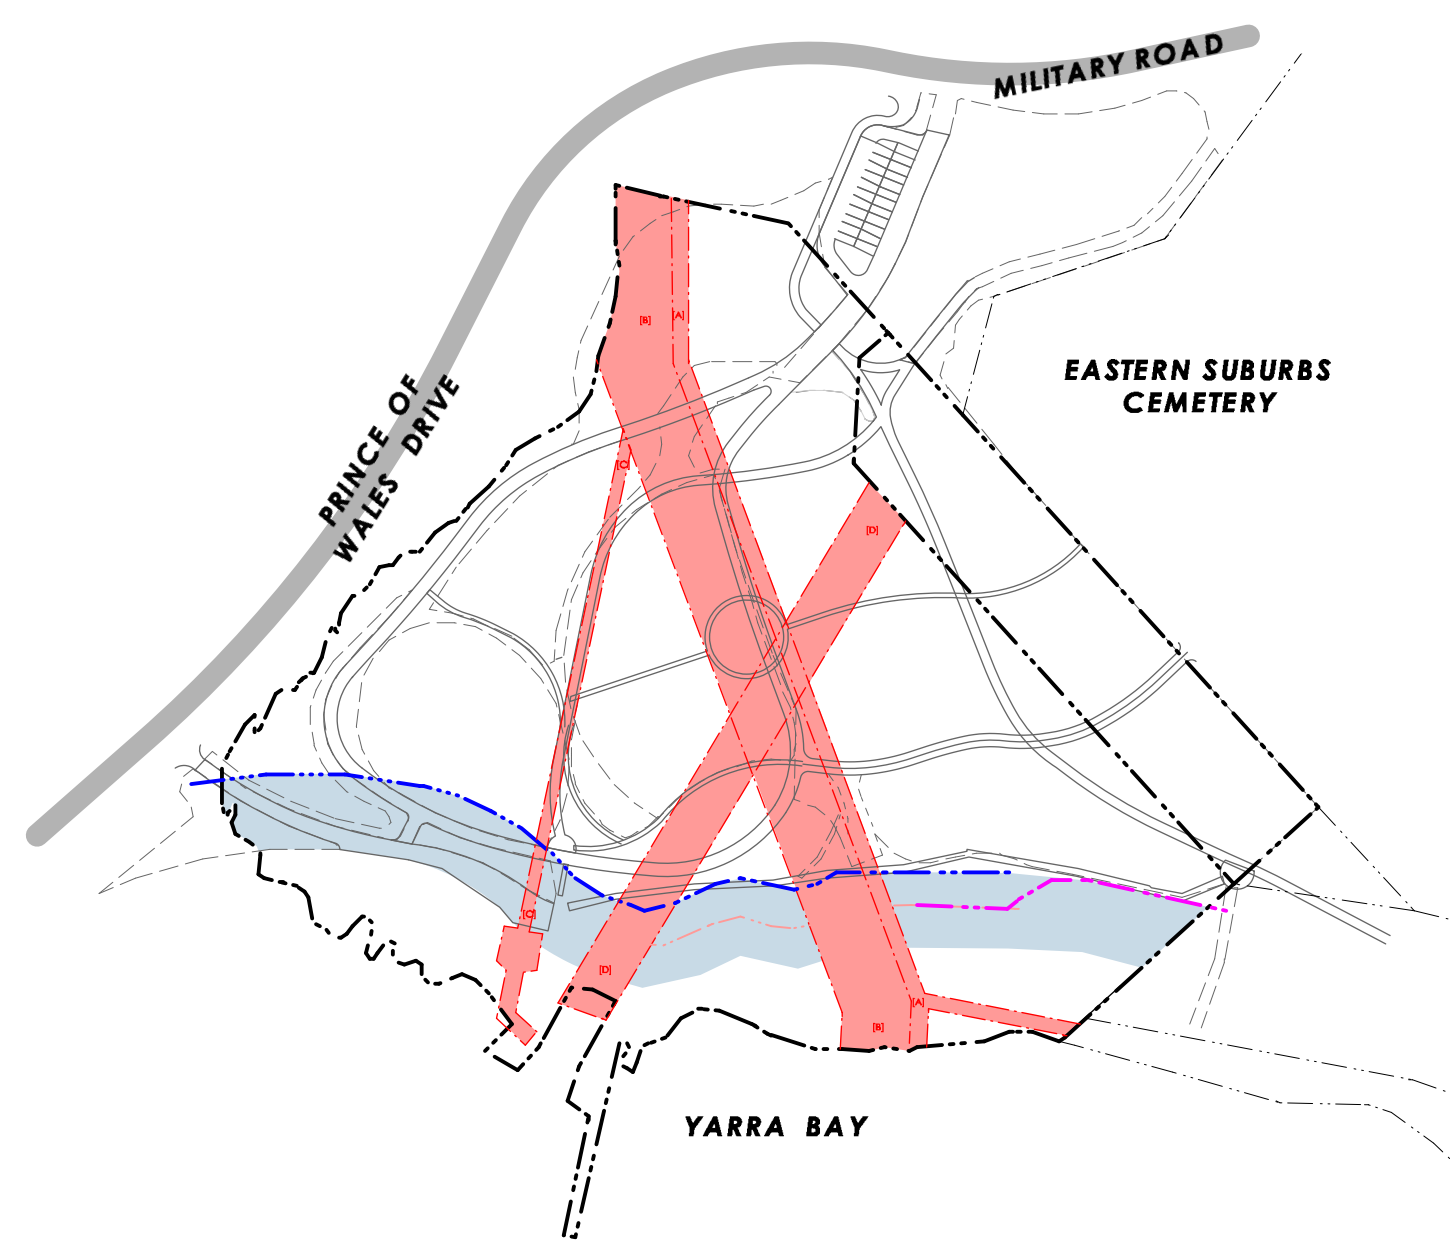 MILITARY ROAD
[B]
[A]
EASTERN SUBURBS
CEMETERY
PRINCE OF
WALES DRIVE
[C]
[D]
[C]
[D]
[A]
[B]
YARRA BAY